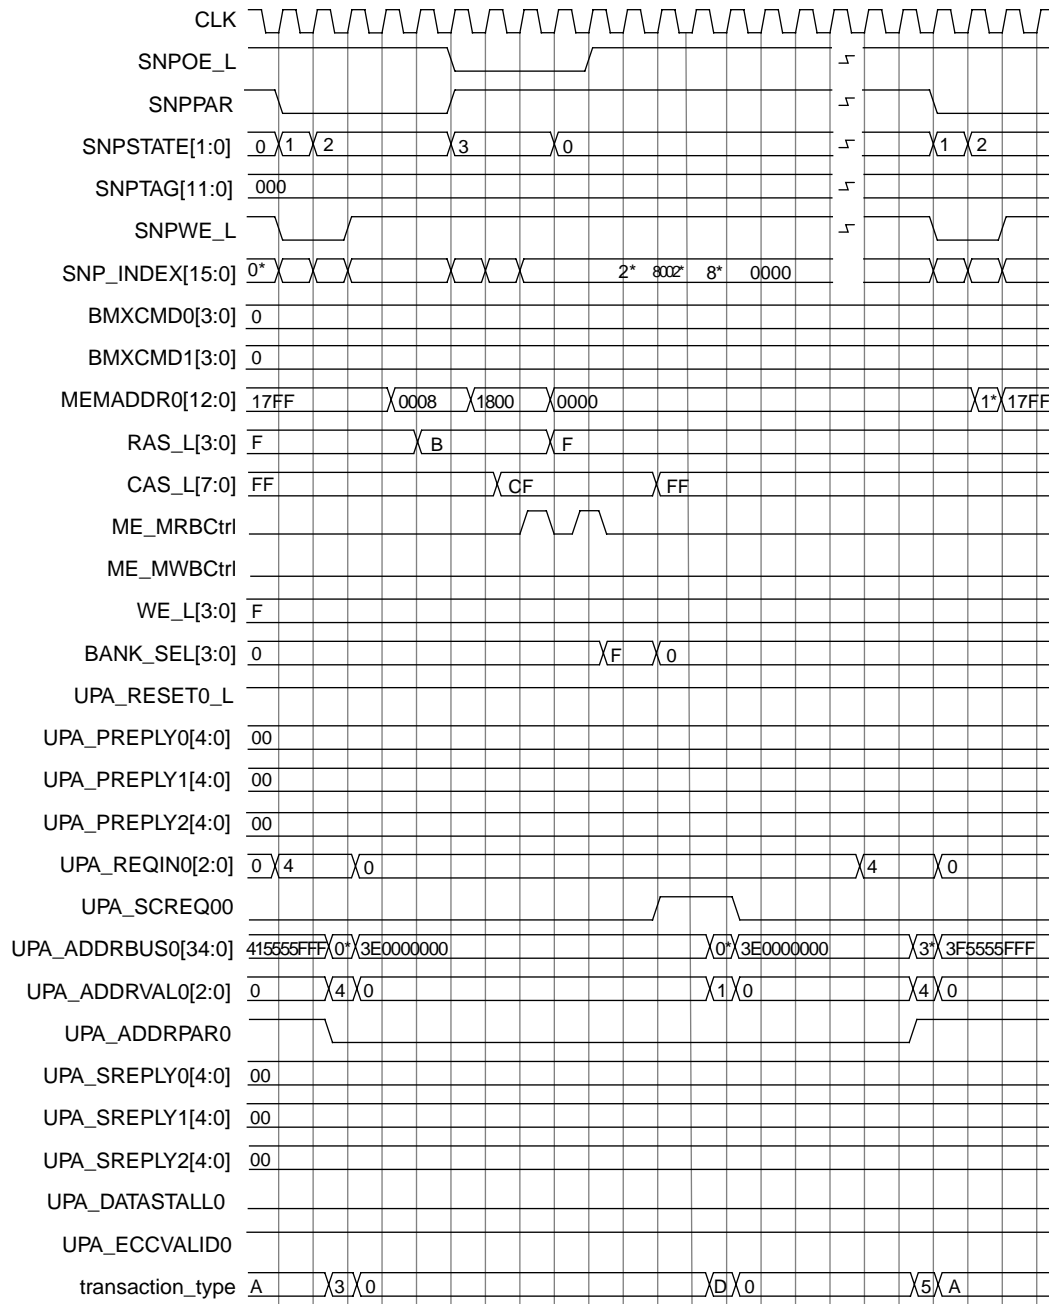 CLK
SNPOE_L
SNPPAR
SNPSTATE[1:0] 0 1 2 3 0 1 2
SNPTAG[11:0] 000
SNPWE_L
SNP_INDEX[15:0] 0* 2* 8002* 8* 0000
BMXCMD0[3:0] 0
BMXCMD1[3:0] 0
MEMADDR0[12:0] 17FF 0008 1800 0000 1* 17FF
RAS_L[3:0] F B F
CAS_L[7:0] FF CF FF
ME_MRBCtrl
ME_MWBCtrl
WE_L[3:0] F
BANK_SEL[3:0] 0 F 0
UPA_RESET0_L
UPA_PREPLY0[4:0] 00
UPA_PREPLY1[4:0] 00
UPA_PREPLY2[4:0] 00
UPA_REQIN0[2:0] 0 4 0 4 0
UPA_SCREQ00
UPA_ADDRBUS0[34:0] 415555FFF 0* 3E0000000 0* 3E0000000 3* 3F5555FFF
UPA_ADDRVAL0[2:0] 0 4 0 1 0 4 0
UPA_ADDRPAR0
UPA_SREPLY0[4:0] 00
UPA_SREPLY1[4:0] 00
UPA_SREPLY2[4:0] 00
UPA_DATASTALL0
UPA_ECCVALID0
transaction_type A 3 0 D 0 5 A